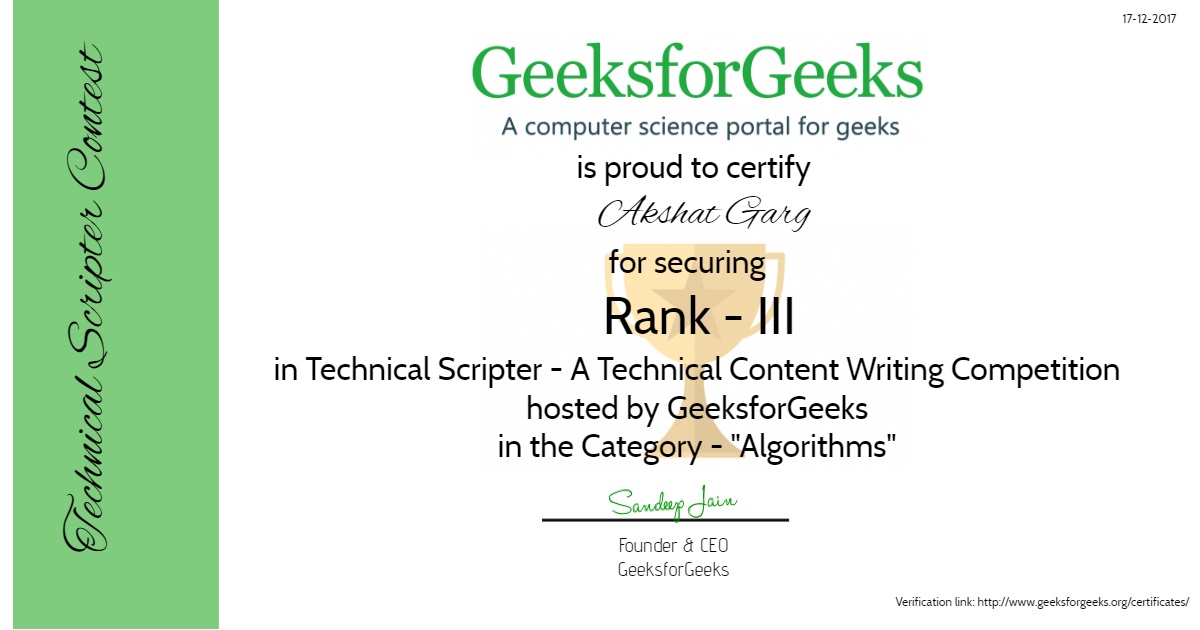 17-12-2017
Technical Scripter Contest
GeeksforGeeks
A computer science portal for geeks
is proud to certify
Akshat Garg
for securing
Rank - III
in Technical Scripter - A Technical Content Writing Competition
hosted by GeeksforGeeks
in the Category - "Algorithms"
Sandeep Jain
Founder & CEO
GeeksforGeeks
Verification link: http://www.geeksforgeeks.org/certificates/